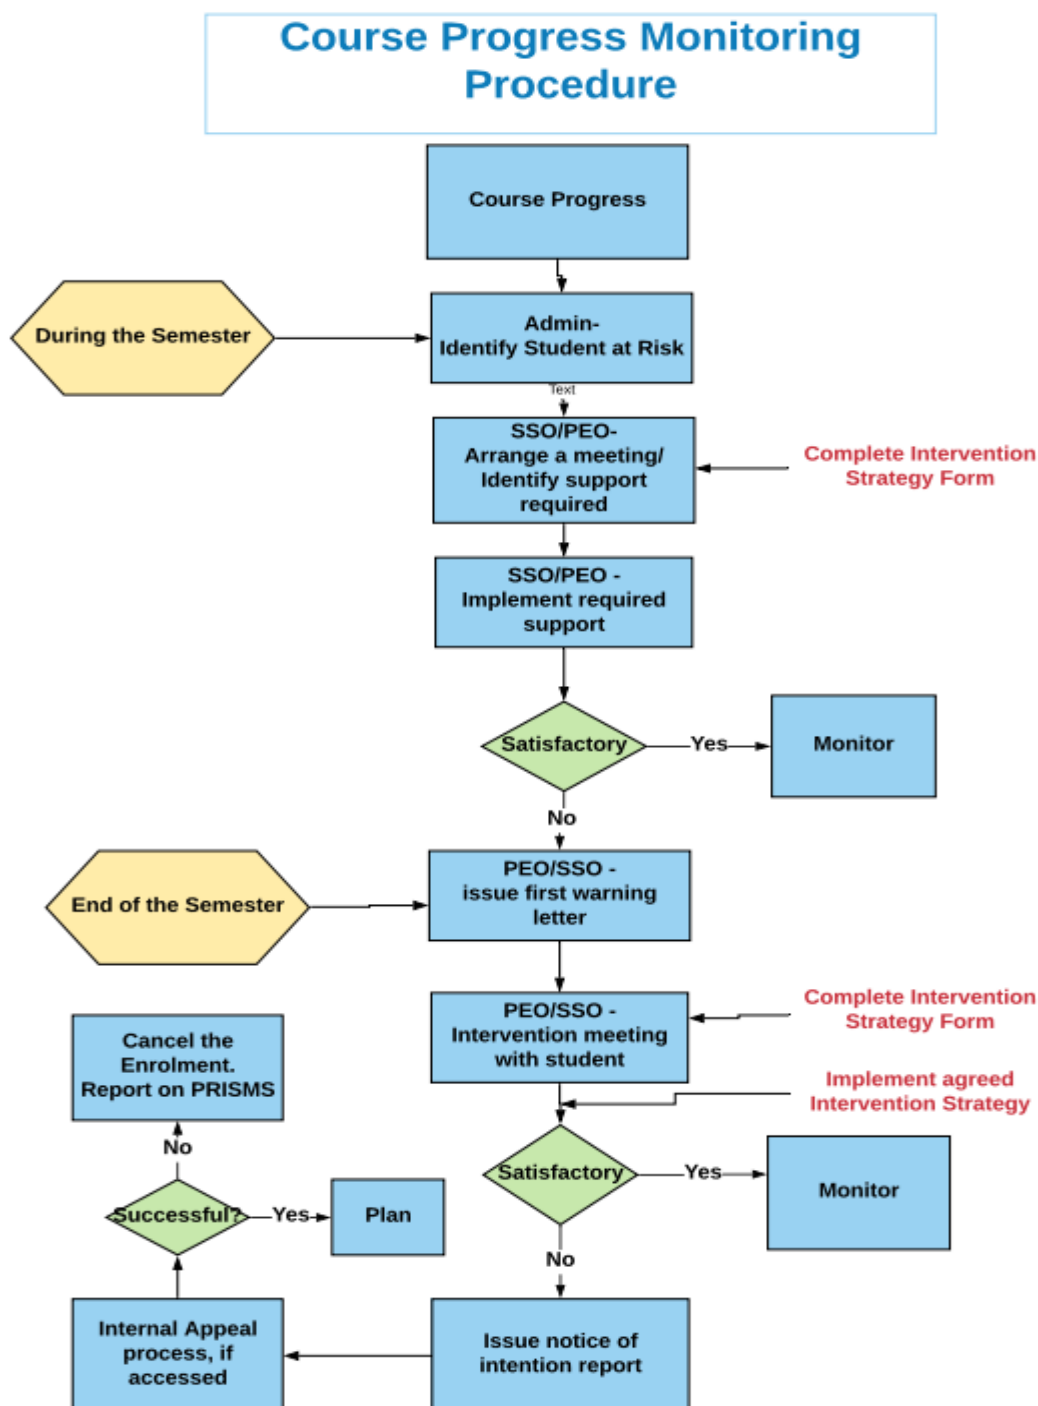 Course Progress Monitoring
Procedure
Course Progress
During the Semester
Admin-
Identify Student at Risk
Text
SSO/PEO-
Arrange a meeting/
Identify support
required
Complete Intervention
Strategy Form
SSO/PEO -
Implement required
support
Satisfactory
Yes
Monitor
No
End of the Semester
PEO/SSO -
issue first warning
letter
PEO/SSO -
Intervention meeting
with student
Complete Intervention
Strategy Form
Implement agreed
Intervention Strategy
Cancel the
Enrolment.
Report on PRISMS
No
Satisfactory
Yes
Monitor
Successful?
Yes
Plan
No
Internal Appeal
process, if
accessed
Issue notice of
intention report